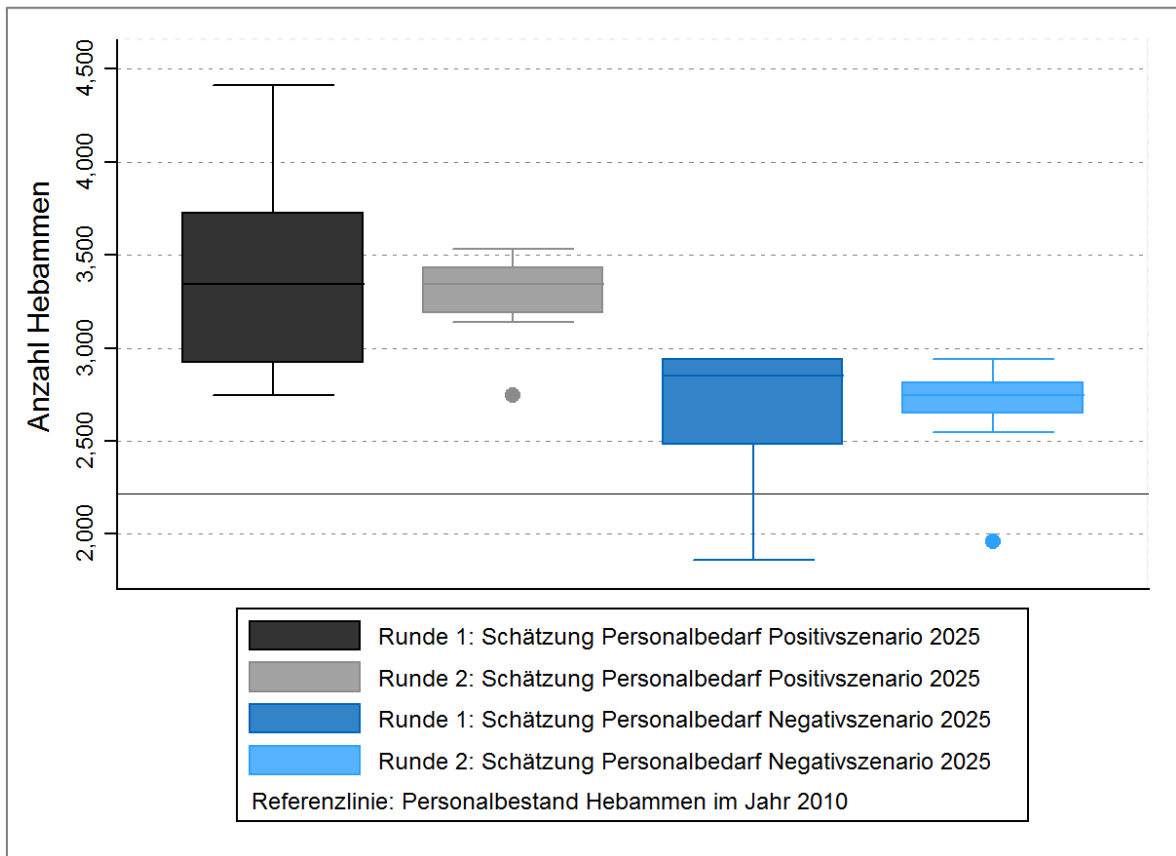 Anzahl Hebammen
4,500
4,000
3,500
3,000
2,500
2,000
Runde 1: Schätzung Personalbedarf Positivszenario 2025
Runde 2: Schätzung Personalbedarf Positivszenario 2025
Runde 1: Schätzung Personalbedarf Negativszenario 2025
Runde 2: Schätzung Personalbedarf Negativszenario 2025
Referenzlinie: Personalbestand Hebammen im Jahr 2010